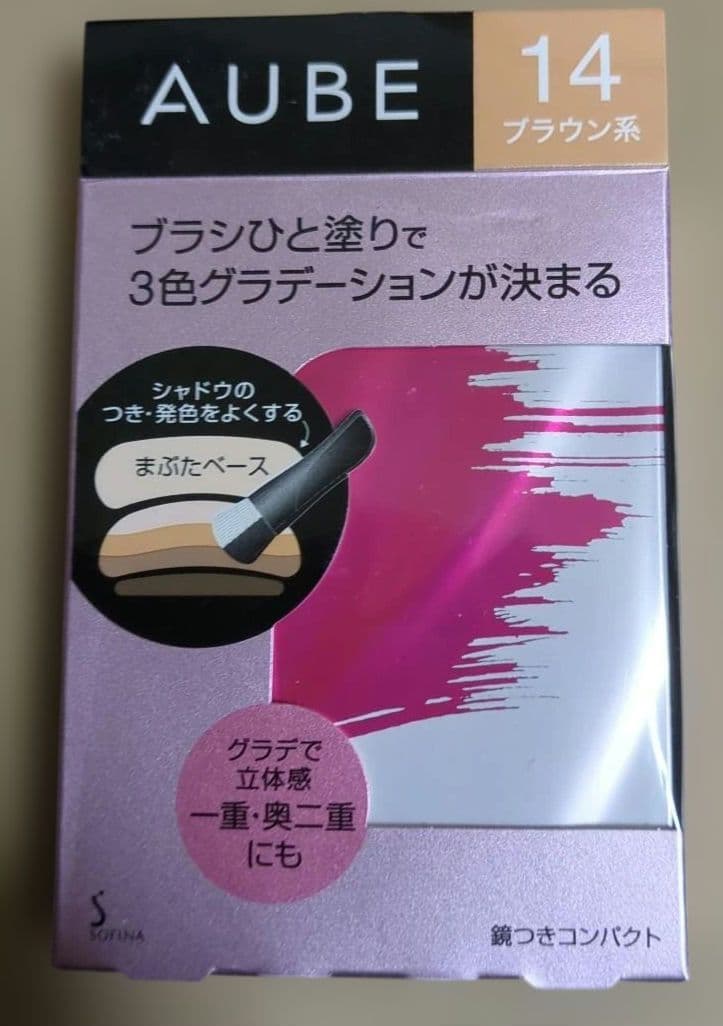 AUBE
14
ブラウン系
ブラシひと塗りで
3色グラデーションが決まる
シャドウの
つき・発色をよくする
まぶたベース
グラデで
立体感
一重・奥二重
にも
SOFINA
鏡つきコンパクト